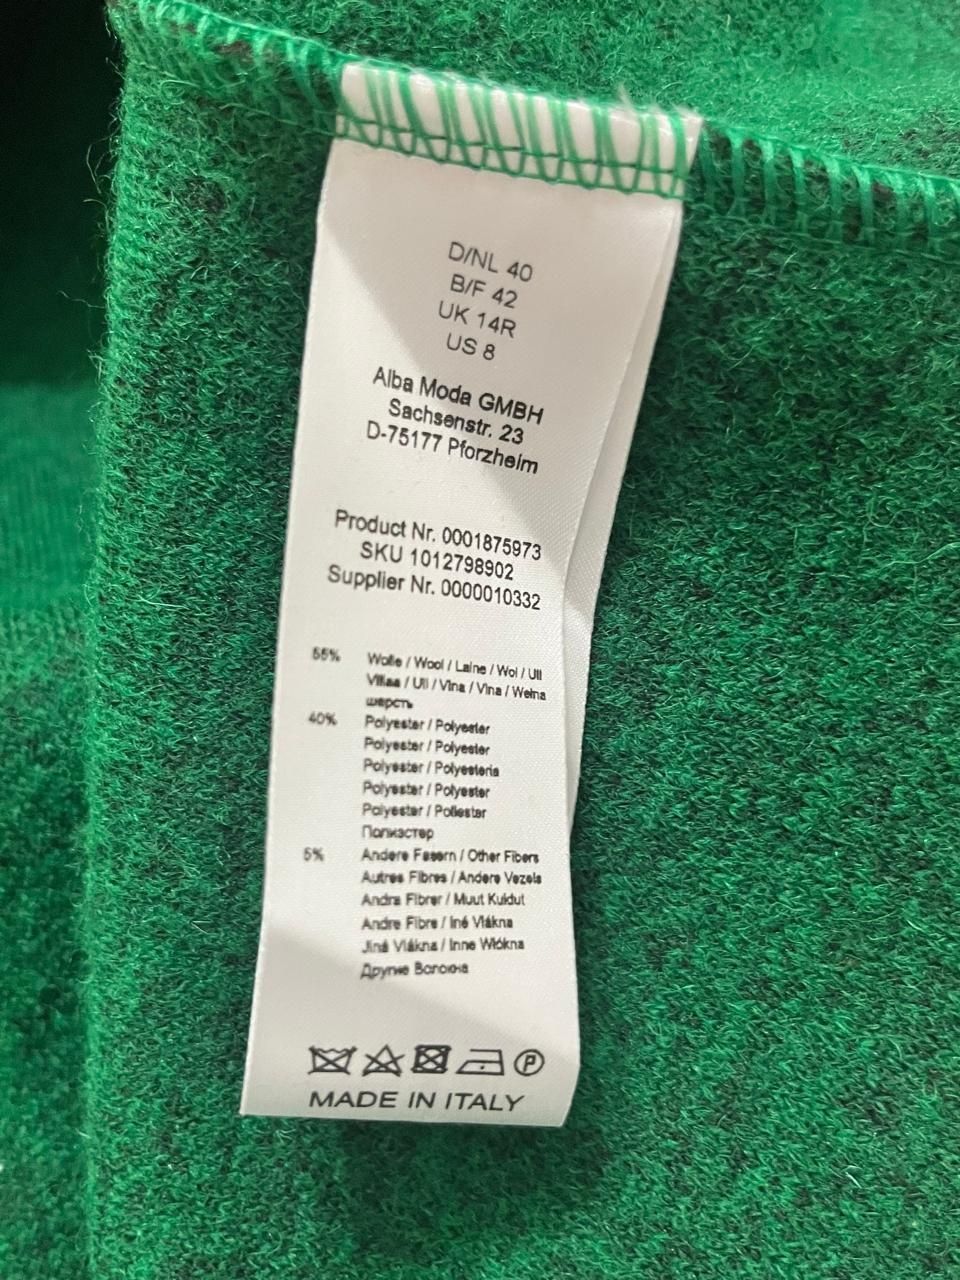 D/NL 40
B/F 42
UK 14R
US 8
Alba Moda GMBH
Sachsenstr. 23
D-75177 Pforzheim
Product Nr. 0001875973
SKU 1012798902
Supplier Nr. 0000010332
55% Wolle / Wool / Laine / Wol / Ull
Villaa / Ull / Vlna / Vlna / Wełna
шерсть
40% Polyester / Polyester
Polyester / Polyester
Polyester / Polyesteria
Polyester / Polyester
Polyester / Poliester
Полиэстер
5% Andere Fasern / Other Fibers
Autres Fibres / Andere Vezels
Andra Fibrer / Muut Kuidut
Andre Fibre / Iné Vlákna
Jiná Vlákna / Inne Włókna
Другие Волокна
P
MADE IN ITALY